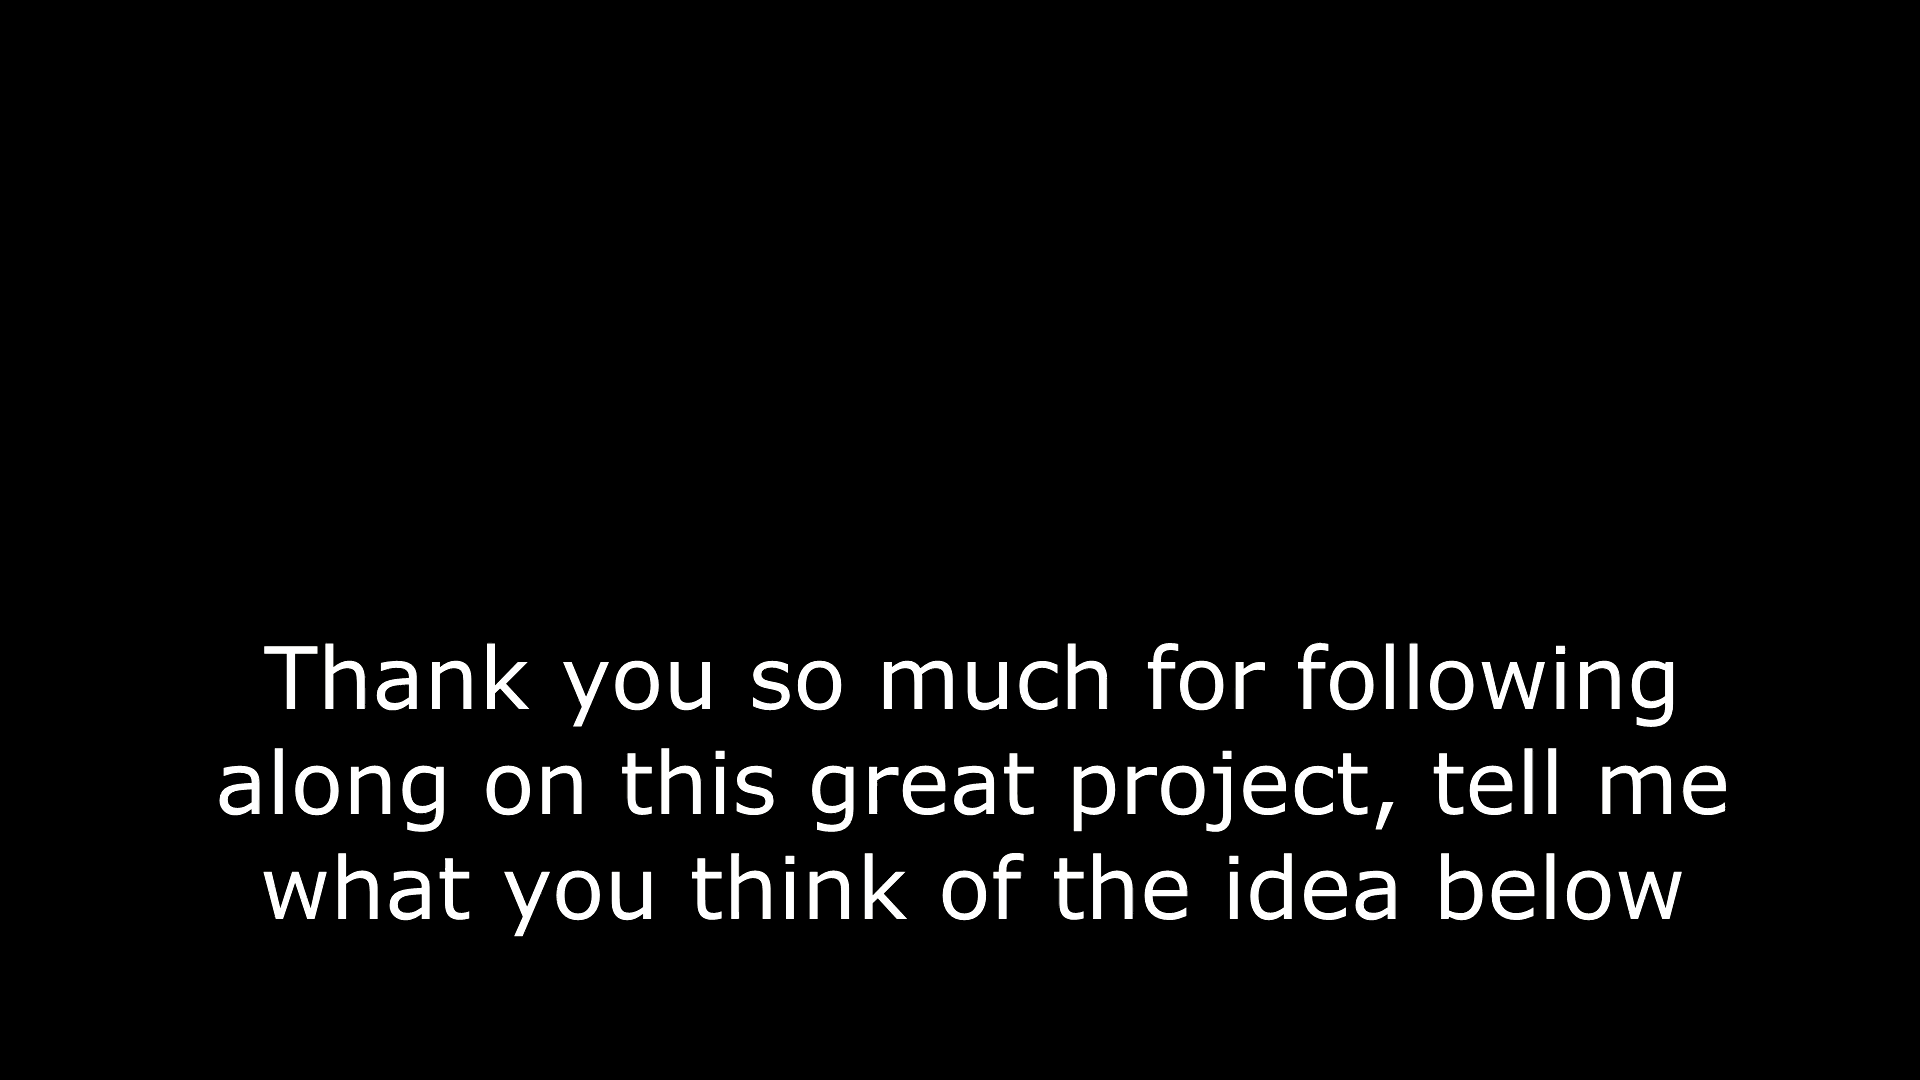 Thank you so much for following
along on this great project, tell me
what you think of the idea below